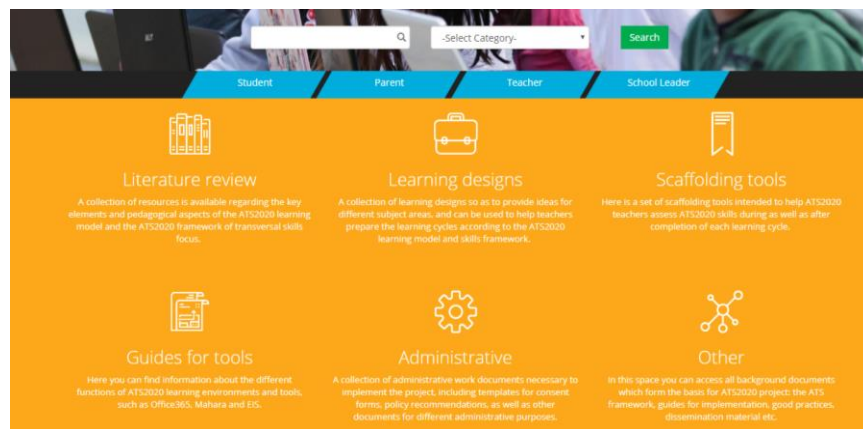 -Select Category-
Search
Student
Parent
Teacher
School Leader
Literature review
A collection of resources is available regarding the key
elements and pedagogical aspects of the ATS2020 learning
model and the ATS2020 framework of transversal skills
focus.
Learning designs
A collection of learning designs so as to provide ideas for
different subject areas, and can be used to help teachers
prepare the learning cycles according to the ATS2020
learning model and skills framework.
Scaffolding tools
Here is a set of scaffolding tools intended to help ATS2020
teachers assess ATS2020 skills during as well as after
completion of each learning cycle.
Guides for tools
Here you can find information about the different
functions of ATS2020 learning environments and tools,
such as Office365, Mahara and EIS.
Administrative
A collection of administrative work documents necessary to
implement the project, including templates for consent
forms, policy recommendations, as well as other
documents for different administrative purposes.
Other
In this space you can access all background documents
which form the basis for ATS2020 project: the ATS
framework, guides for implementation, good practices,
dissemination material etc.